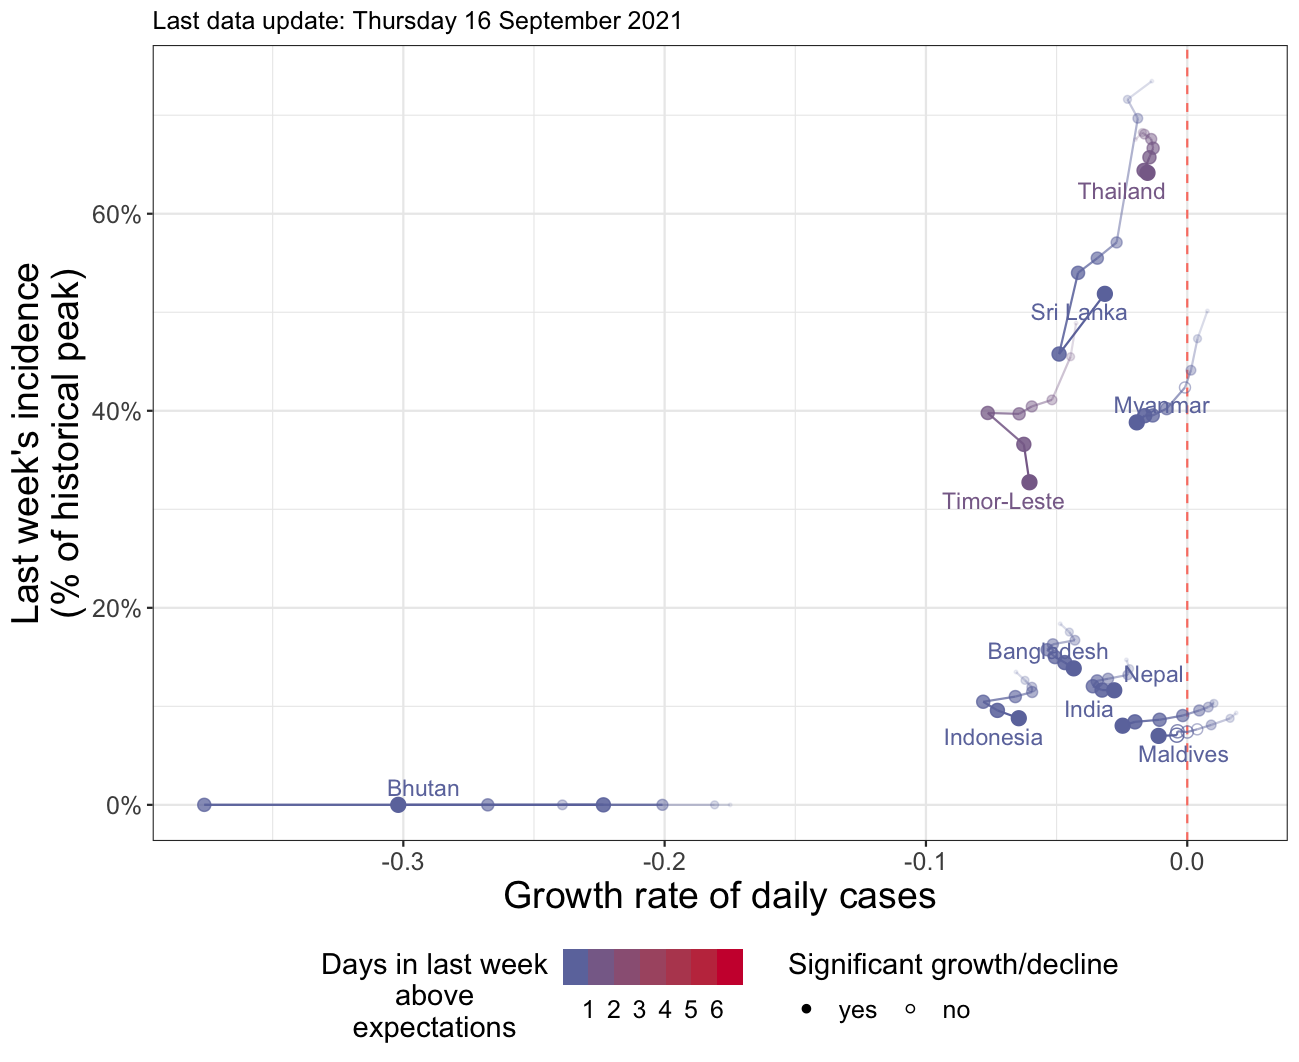 Last data update: Thursday 16 September 2021
Last week's incidence
(% of historical peak)
60%
40%
20%
0%
Thailand
Sri Lanka
Myanmar
Timor-Leste
Bangladesh
Nepal
India
Indonesia
Maldives
Bhutan
-0.3 -0.2 -0.1 0.0
Growth rate of daily cases
Days in last week
above
expectations
1 2 3 4 5 6
Significant growth/decline
yes no